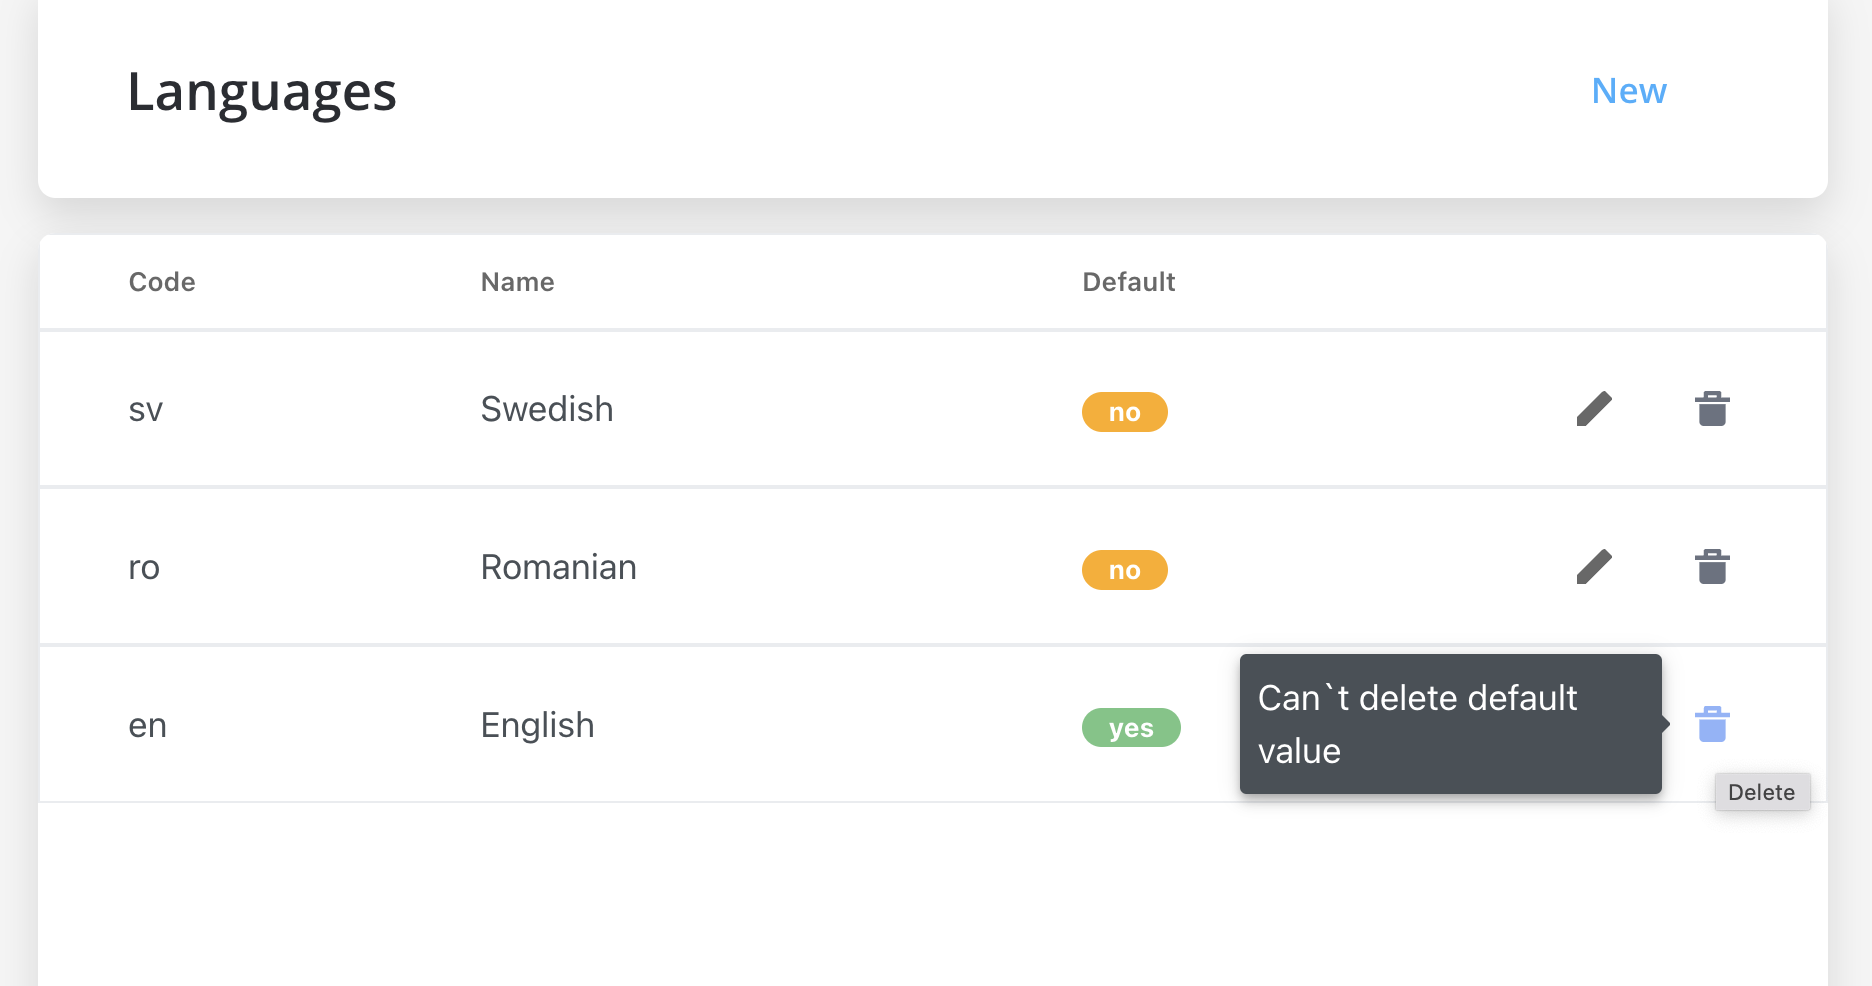 Languages
New
Code Name Default
sv Swedish no
ro Romanian no
en English yes
Can`t delete default
value
Delete